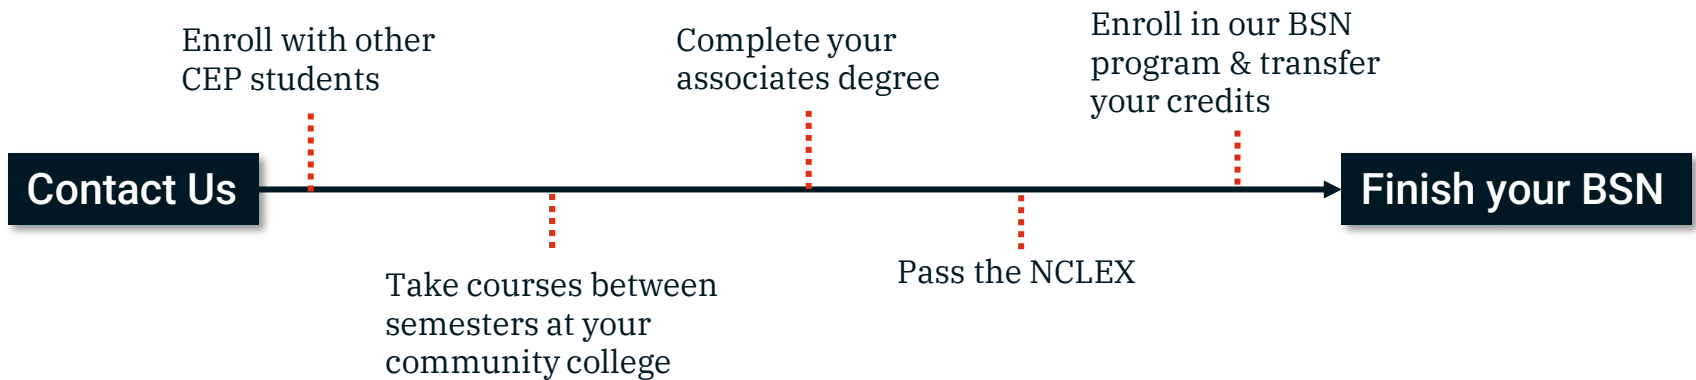 Contact Us
Enroll with other
CEP students
Take courses between
semesters at your
community college
Complete your
associates degree
Pass the NCLEX
Enroll in our BSN
program & transfer
your credits
Finish your BSN